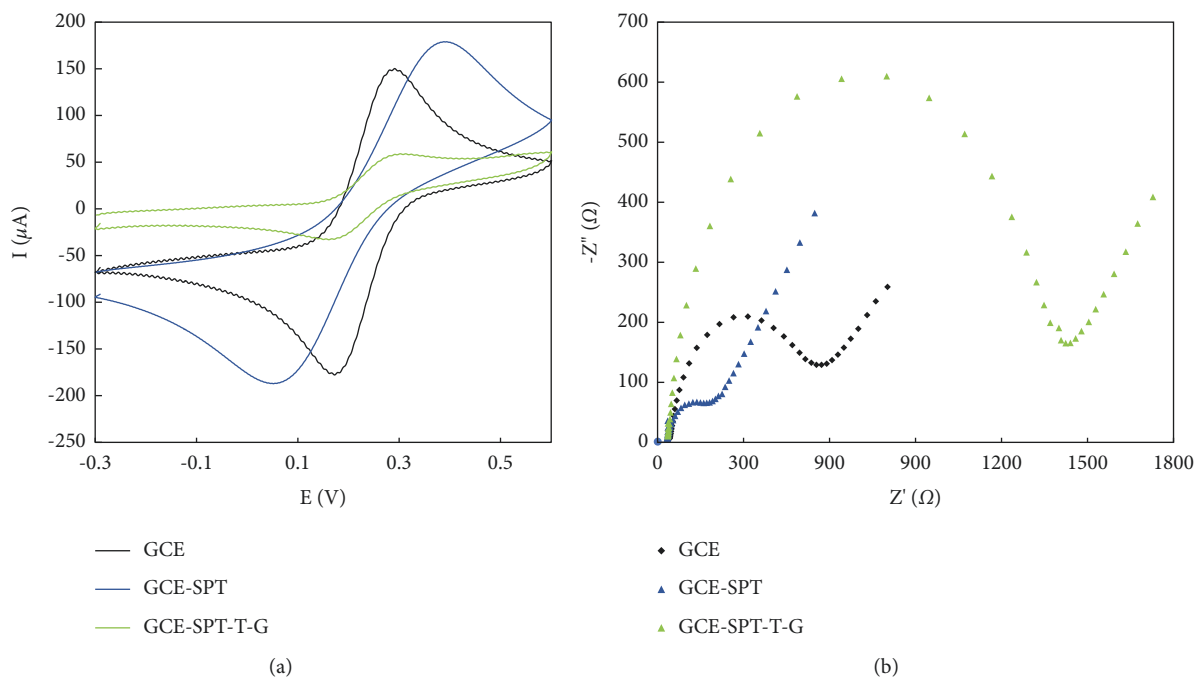 200
150
100
50
0
-50
-100
-150
-200
-250
I (μA)
-0.3 -0.1 0.1 0.3 0.5
E (V)
GCE
GCE-SPT
GCE-SPT-T-G
(a)
700
600
500
400
300
200
100
0
-Z" (Ω)
0 300 900 900 1200 1500 1800
Z' (Ω)
GCE
GCE-SPT
GCE-SPT-T-G
(b)